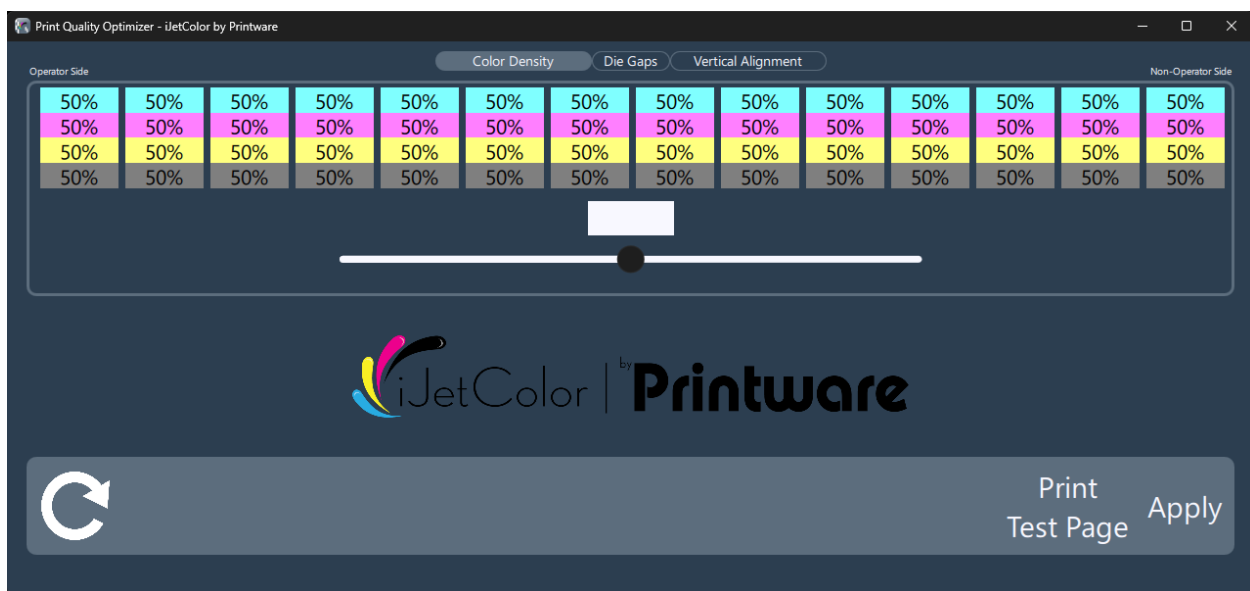 Print Quality Optimizer - iJetColor by Printware
Color Density Die Gaps Vertical Alignment
Operator Side Non-Operator Side
50% 50% 50% 50% 50% 50% 50% 50% 50% 50% 50% 50% 50% 50%
50% 50% 50% 50% 50% 50% 50% 50% 50% 50% 50% 50% 50% 50%
50% 50% 50% 50% 50% 50% 50% 50% 50% 50% 50% 50% 50% 50%
50% 50% 50% 50% 50% 50% 50% 50% 50% 50% 50% 50% 50% 50%
iJetColor | by Printware
Print
Test Page
Apply